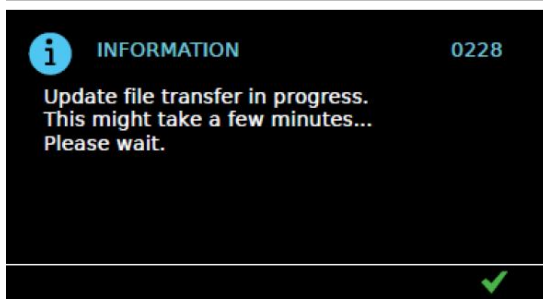 i INFORMATION 0228
Update file transfer in progress.
This might take a few minutes...
Please wait.